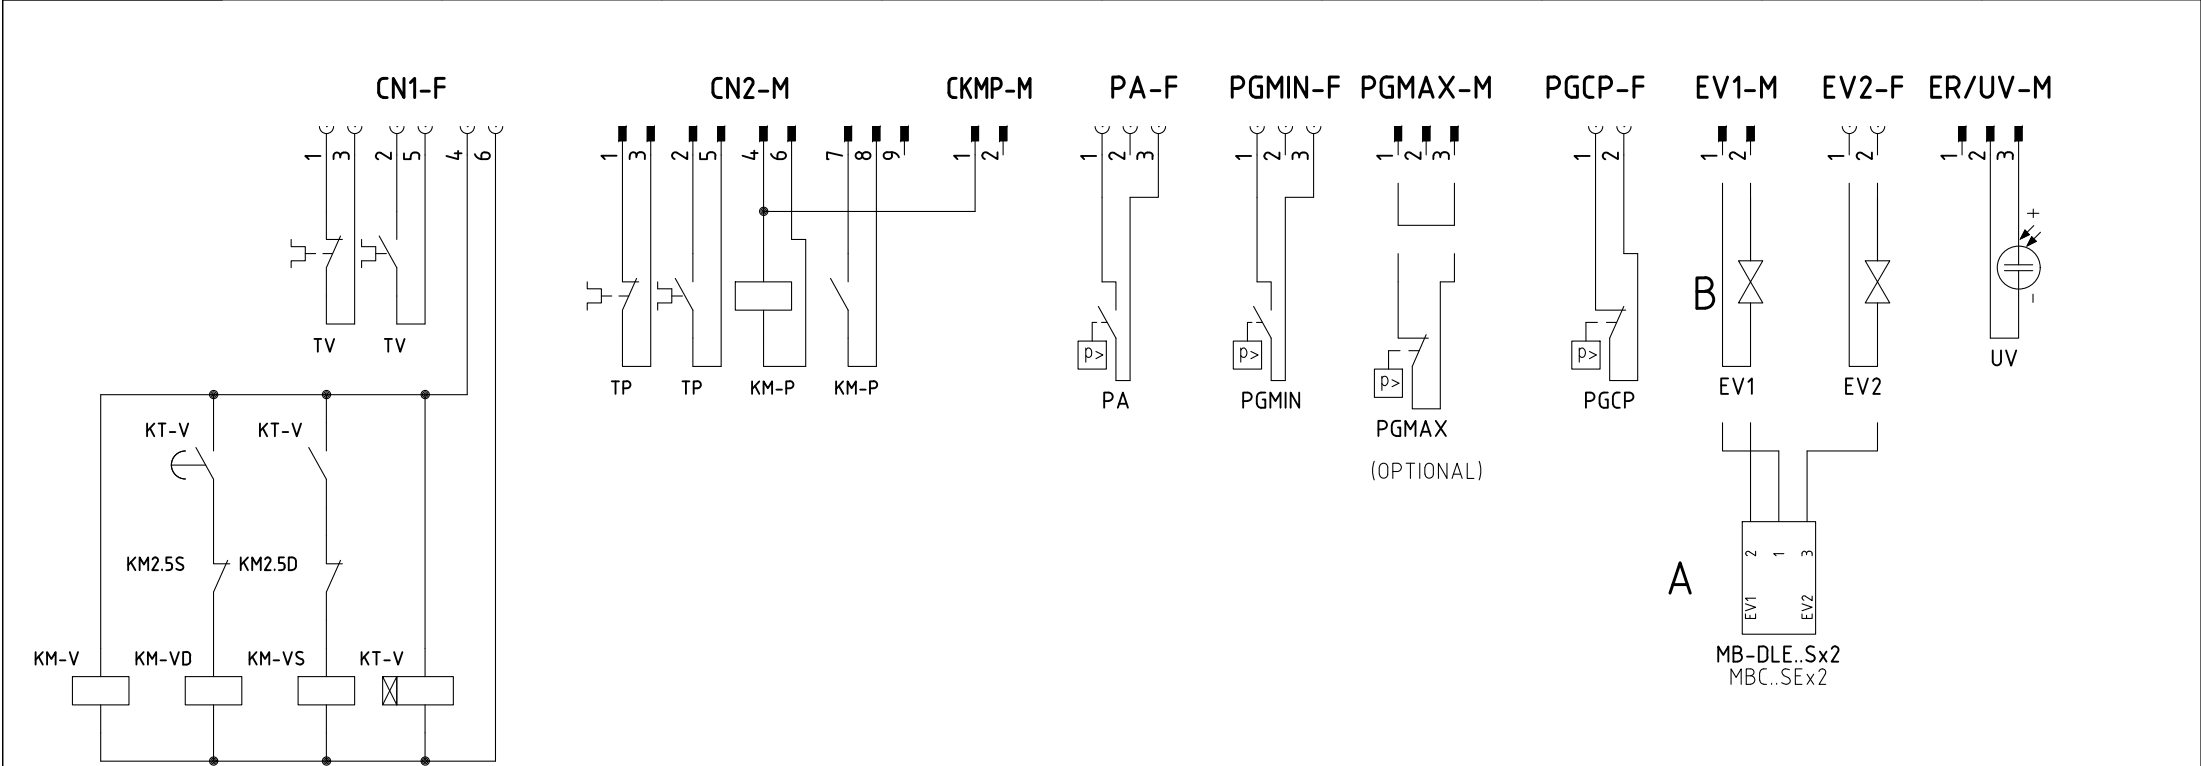 CN1-F CN2-M CKMP-M PA-F PGMIN-F PGMAX-M PGCP-F EV1-M EV2-F ER/UV-M
1 3 2 5 4 6 1 3 2 5 4 6 7 8 9 1 2 1 2 3 1 2 3 1 2 3 1 2 1 2 1 2 1 2 3
+
B
-
p> p> p>
TV TV UV
p>
TP TP KM-P KM-P EV1 EV2
PA PGMIN PGCP
KT-V KT-V PGMAX
(OPTIONAL)
2 1 3
KM2.5S KM2.5D
A
EV1 EV2
KM-V KM-VD KM-VS KT-V MB-DLE..Sx2
MBC..SEx2